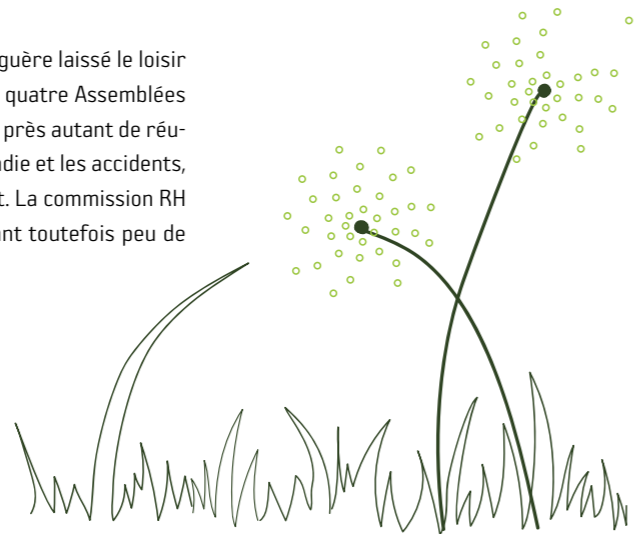 guère laissé le loisir
quatre Assemblées
près autant de réu-
die et les accidents,
t. La commission RH
ant toutefois peu de